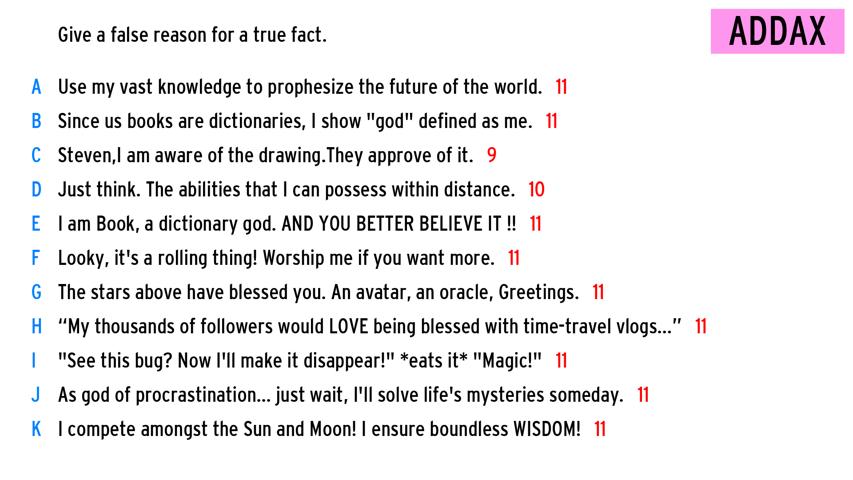 Give a false reason for a true fact.
ADDAX
A Use my vast knowledge to prophesize the future of the world. 11
B Since us books are dictionaries, I show "god" defined as me. 11
C Steven,I am aware of the drawing.They approve of it. 9
D Just think. The abilities that I can possess within distance. 10
E I am Book, a dictionary god. AND YOU BETTER BELIEVE IT !! 11
F Looky, it's a rolling thing! Worship me if you want more. 11
G The stars above have blessed you. An avatar, an oracle, Greetings. 11
H “My thousands of followers would LOVE being blessed with time-travel vlogs...” 11
I "See this bug? Now I'll make it disappear!" *eats it* "Magic!" 11
J As god of procrastination... just wait, I'll solve life's mysteries someday. 11
K I compete amongst the Sun and Moon! I ensure boundless WISDOM! 11